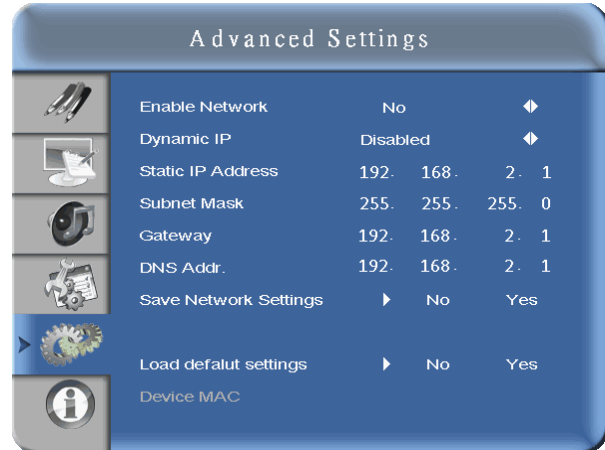 Advanced Settings
Enable Network No
Dynamic IP Disabled
Static IP Address 192. 168. 2. 1
Subnet Mask 255. 255. 255. 0
Gateway 192. 168. 2. 1
DNS Addr. 192. 168. 2. 1
Save Network Settings No Yes
Load defalut settings No Yes
Device MAC